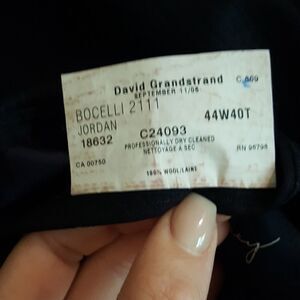 David Grandstrand
SEPTEMBER 11/06
BOCELLI 2111
JORDAN
44W40T
18632
C24093
PROFESSIONALLY DRY CLEANED
NETTOYAGE A SEC
CA 00750
RN 96798
100% WOOL/LAINE